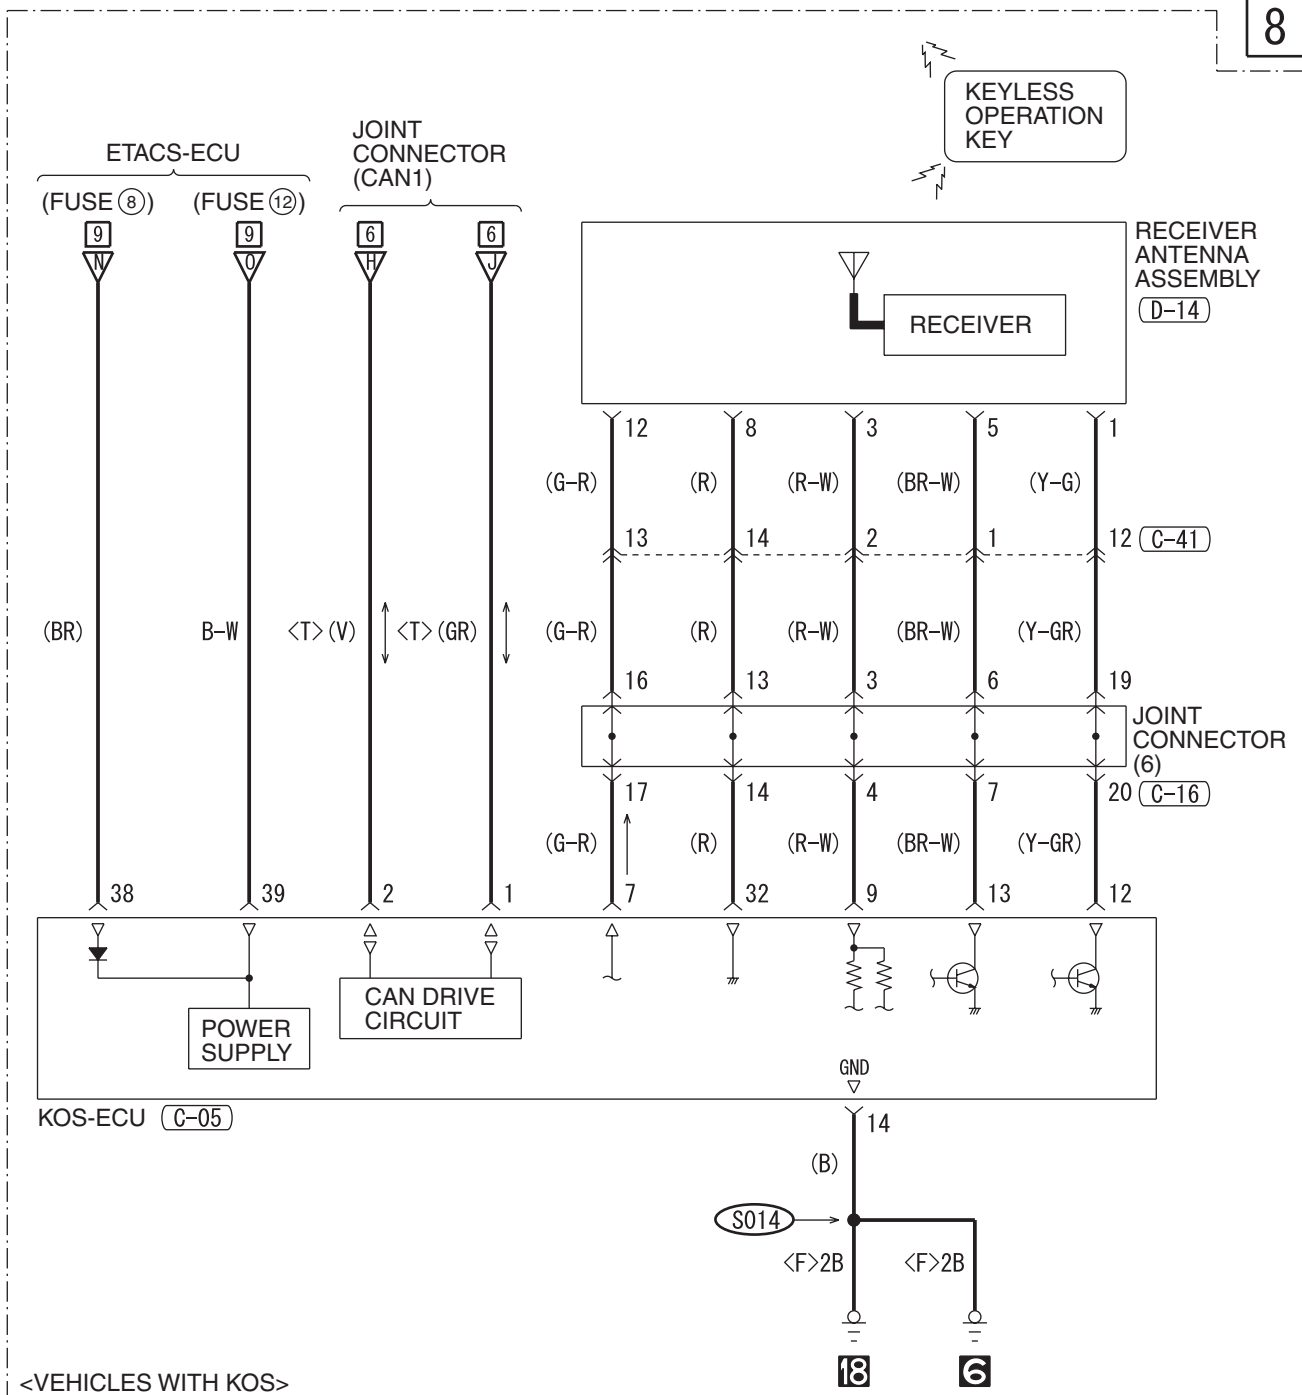 8
KEYLESS
OPERATION
KEY
ETACS-ECU
JOINT
CONNECTOR
(CAN1)
(FUSE 8) (FUSE 12)
9 9 6 6
N O H J
RECEIVER
ANTENNA
ASSEMBLY
D-14
RECEIVER
12 8 3 5 1
(G-R) (R) (R-W) (BR-W) (Y-G)
13 14 2 1 12 C-41
(BR) B-W <T>(V) <T>(GR) (G-R) (R) (R-W) (BR-W) (Y-GR)
16 13 3 6 19
JOINT
CONNECTOR
(6)
17 14 4 7 20 C-16
(G-R) (R) (R-W) (BR-W) (Y-GR)
38 39 2 1 7 32 9 13 12
POWER
SUPPLY
CAN DRIVE
CIRCUIT
GND
KOS-ECU C-05
14
(B)
S014
<F>2B <F>2B
18 6
<VEHICLES WITH KOS>